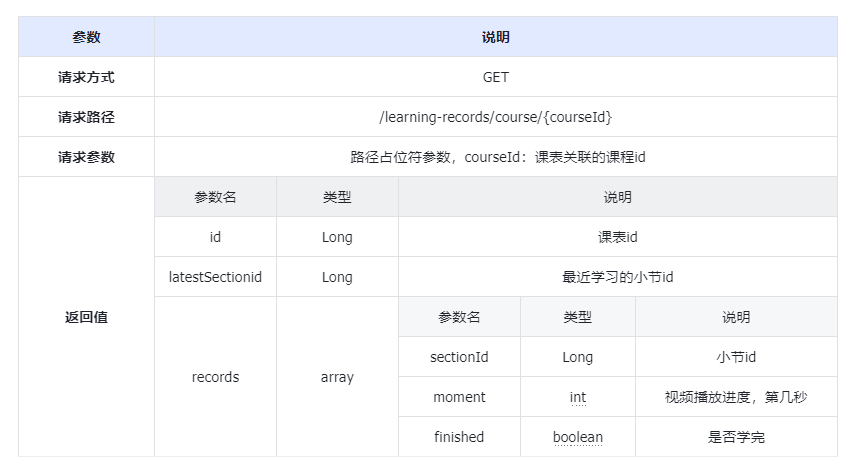 参数 说明
请求方式 GET
请求路径 /learning-records/course/{courseId}
请求参数 路径占位符参数，courseId：课表关联的课程id
返回值
参数名 类型 说明
id Long 课表id
latestSectionid Long 最近学习的小节id
records array
参数名 类型 说明
sectionId Long 小节id
moment int 视频播放进度，第几秒
finished boolean 是否学完